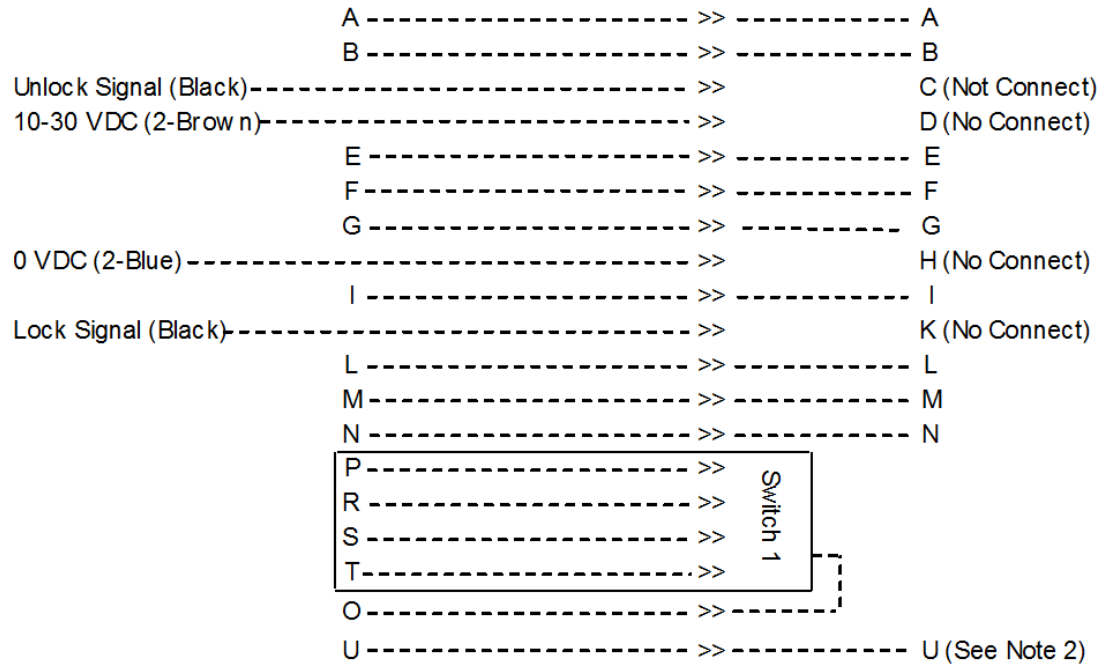 A >> A
B >> B
Unlock Signal (Black) >> C (Not Connect)
10-30 VDC (2-Brown) >> D (No Connect)
E >> E
F >> F
G >> G
0 VDC (2-Blue) >> H (No Connect)
I >> I
Lock Signal (Black) >> K (No Connect)
L >> L
M >> M
N >> N
P >>
R >>
S >>
T >>
Switch 1
O >>
U >> U (See Note 2)